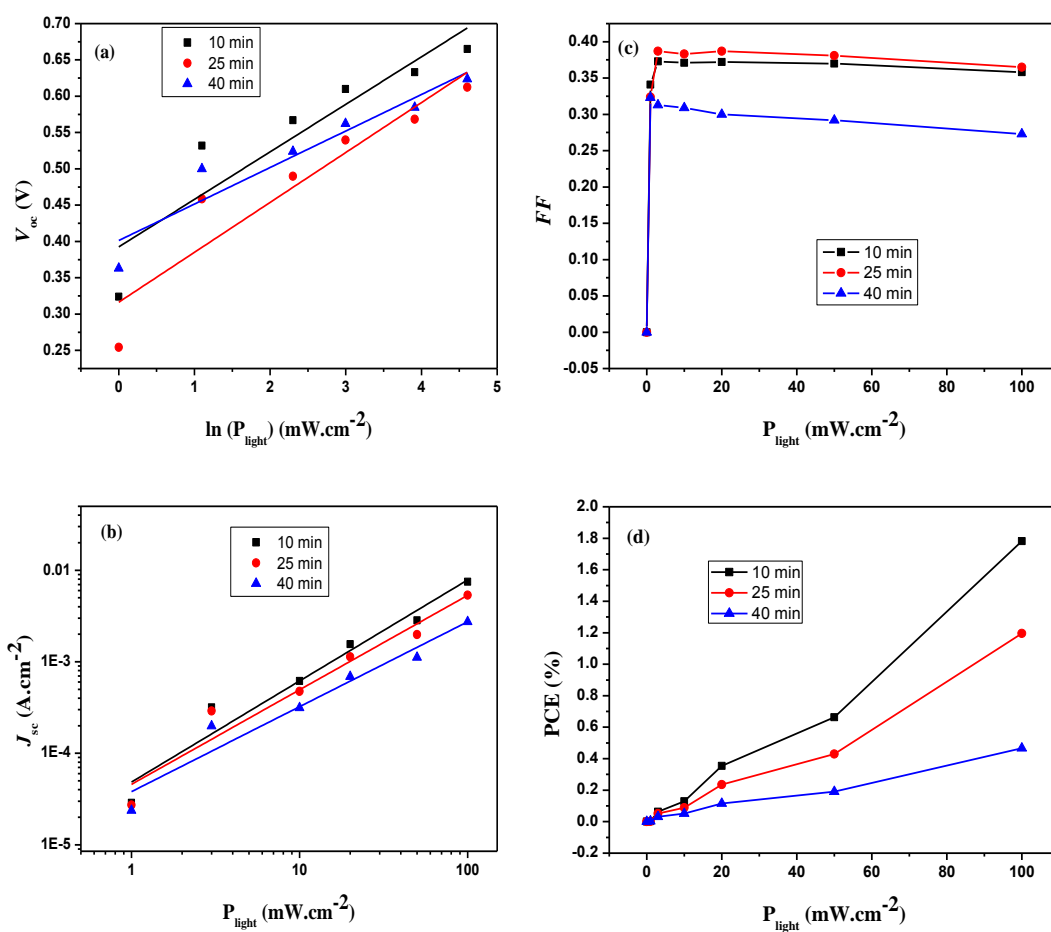 (a)
10 min
25 min
40 min
0.70
0.65
0.60
0.55
0.50
0.45
0.40
0.35
0.30
0.25
V_oc (V)
0 1 2 3 4 5
ln (P_light) (mW.cm^-2)
(c)
10 min
25 min
40 min
0.40
0.35
0.30
0.25
0.20
0.15
0.10
0.05
0.00
-0.05
FF
0 20 40 60 80 100
P_light (mW.cm^-2)
(b)
10 min
25 min
40 min
0.01
1E-3
1E-4
1E-5
J_sc (A.cm^-2)
1 10 100
P_light (mW.cm^-2)
(d)
10 min
25 min
40 min
2.0
1.8
1.6
1.4
1.2
1.0
0.8
0.6
0.4
0.2
0.0
-0.2
PCE (%)
0 20 40 60 80 100
P_light (mW.cm^-2)